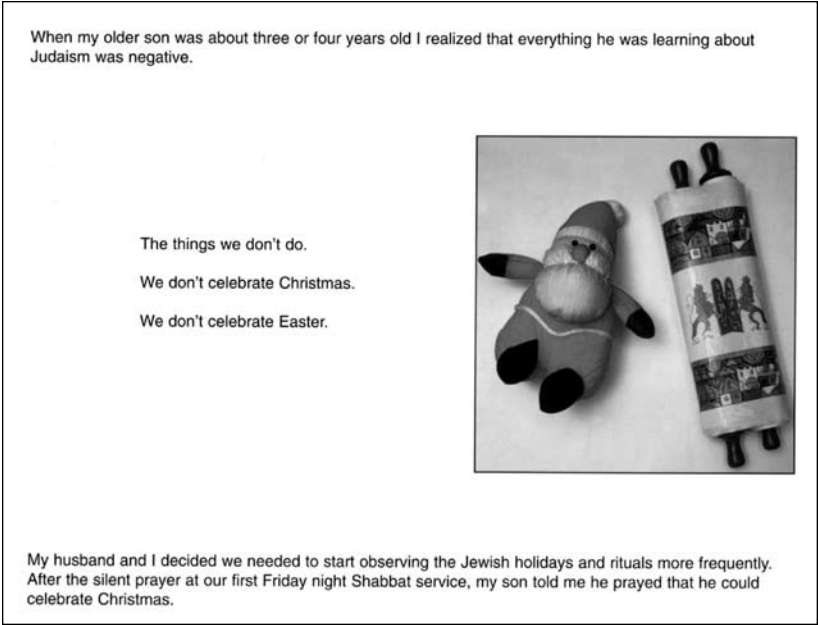 When my older son was about three or four years old I realized that everything he was learning about
Judaism was negative.
The things we don't do.
We don't celebrate Christmas.
We don't celebrate Easter.
My husband and I decided we needed to start observing the Jewish holidays and rituals more frequently.
After the silent prayer at our first Friday night Shabbat service, my son told me he prayed that he could
celebrate Christmas.